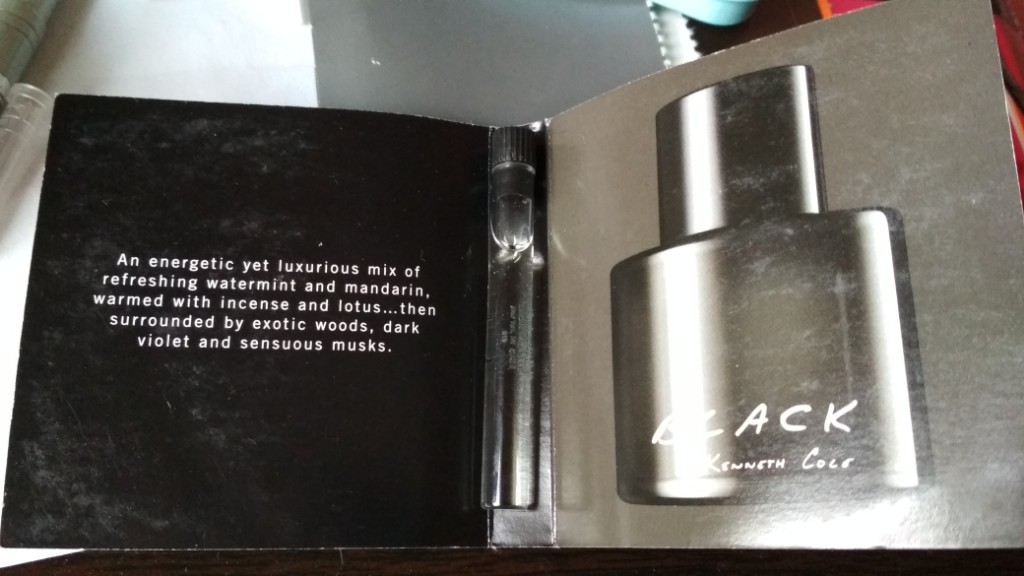 An energetic yet luxurious mix of
refreshing watermint and mandarin,
warmed with incense and lotus...then
surrounded by exotic woods, dark
violet and sensuous musks.
BLACK
KENNETH COLE